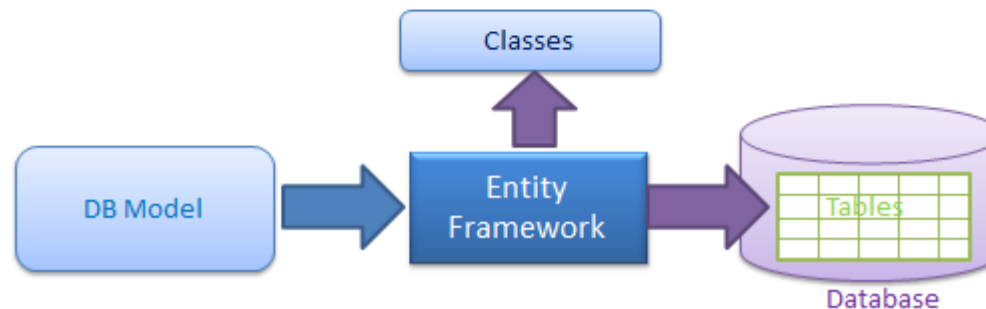 Classes
DB Model
Entity
Framework
Tables
Database